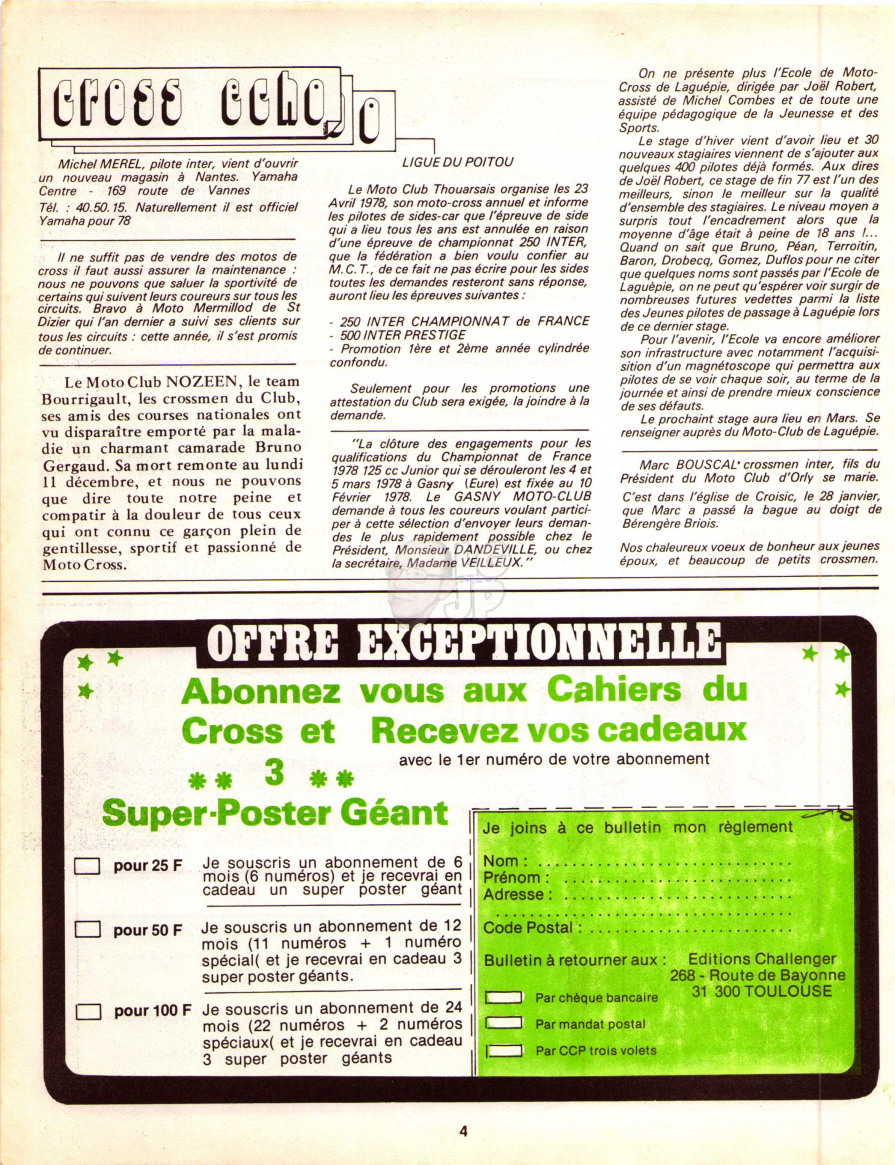 cross echo
Michel MEREL, pilote inter, vient d'ouvrir
un nouveau magasin à Nantes. Yamaha
Centre - 169 route de Vannes
Tél. : 40.50.15. Naturellement il est officiel
Yamaha pour 78
Il ne suffit pas de vendre des motos de
cross il faut aussi assurer la maintenance :
nous ne pouvons que saluer la sportivité de
certains qui suivent leurs coureurs sur tous les
circuits. Bravo à Moto Mermillod de St
Dizier qui l'an dernier a suivi ses clients sur
tous les circuits : cette année, il s'est promis
de continuer.
Le Moto Club NOZEEN, le team
Bourrigault, les crossmen du Club,
ses amis des courses nationales ont
vu disparaître emporté par la mala-
die un charmant camarade Bruno
Gergaud. Sa mort remonte au lundi
11 décembre, et nous ne pouvons
que dire toute notre peine et
compatir à la douleur de tous ceux
qui ont connu ce garçon plein de
gentillesse, sportif et passionné de
Moto Cross.
LIGUE DU POITOU
Le Moto Club Thouarsais organise les 23
Avril 1978, son moto-cross annuel et informe
les pilotes de sides-car que l'épreuve de side
qui a lieu tous les ans est annulée en raison
d'une épreuve de championnat 250 INTER,
que la fédération a bien voulu confier au
M.C.T., de ce fait ne pas écrire pour les sides
toutes les demandes resteront sans réponse,
auront lieu les épreuves suivantes :
- 250 INTER CHAMPIONNAT de FRANCE
- 500 INTER PRESTIGE
- Promotion 1ère et 2ème année cylindrée
confondu.
Seulement pour les promotions une
attestation du Club sera exigée, la joindre à la
demande.
"La clôture des engagements pour les
qualifications du Championnat de France
1978 125 cc Junior qui se dérouleront les 4 et
5 mars 1978 à Gasny (Eure) est fixée au 10
Février 1978. Le GASNY MOTO-CLUB
demande à tous les coureurs voulant partici-
per à cette sélection d'envoyer leurs deman-
des le plus rapidement possible chez le
Président, Monsieur DANDEVILLE, ou chez
la secrétaire, Madame VEILLEUX."
On ne présente plus l'Ecole de Moto-
Cross de Laguépie, dirigée par Joël Robert,
assisté de Michel Combes et de toute une
équipe pédagogique de la Jeunesse et des
Sports.
Le stage d'hiver vient d'avoir lieu et 30
nouveaux stagiaires viennent de s'ajouter aux
quelques 400 pilotes déjà formés. Aux dires
de Joël Robert, ce stage de fin 77 est l'un des
meilleurs, sinon le meilleur sur la qualité
d'ensemble des stagiaires. Le niveau moyen a
surpris tout l'encadrement alors que la
moyenne d'âge était à peine de 18 ans !...
Quand on sait que Bruno, Péan, Terroitin,
Baron, Drobecq, Gomez, Duflos pour ne citer
que quelques noms sont passés par l'Ecole de
Laguèpie, on ne peut qu'espérer voir surgir de
nombreuses futures vedettes parmi la liste
des Jeunes pilotes de passage à Laguépie lors
de ce dernier stage.
Pour l'avenir, l'Ecole va encore améliorer
son infrastructure avec notamment l'acquisi-
sition d'un magnétoscope qui permettra aux
pilotes de se voir chaque soir, au terme de la
journée et ainsi de prendre mieux conscience
de ses défauts.
Le prochain stage aura lieu en Mars. Se
renseigner auprès du Moto-Club de Laguépie.
Marc BOUSCAL' crossmen inter, fils du
Président du Moto Club d'Orly se marie.
C'est dans l'église de Croisic, le 28 janvier,
que Marc a passé la bague au doigt de
Bérengère Briois.
Nos chaleureux voeux de bonheur aux jeunes
époux, et beaucoup de petits crossmen.
JP
OFFRE EXCEPTIONNELLE
Abonnez vous aux Cahiers du
Cross et Recevez vos cadeaux
avec le 1er numéro de votre abonnement
** 3 **
Super-Poster Géant
pour 25 F Je souscris un abonnement de 6
mois (6 numéros) et je recevrai en
cadeau un super poster géant
pour 50 F Je souscris un abonnement de 12
mois (11 numéros + 1 numéro
spécial( et je recevrai en cadeau 3
super poster géants.
pour 100 F Je souscris un abonnement de 24
mois (22 numéros + 2 numéros
spéciaux( et je recevrai en cadeau
3 super poster géants
Je joins à ce bulletin mon règlement
Nom :
Prénom :
Adresse :
Code Postal :
Bulletin à retourner aux : Editions Challenger
268 - Route de Bayonne
31 300 TOULOUSE
Par chèque bancaire
Par mandat postal
Par CCP trois volets
4